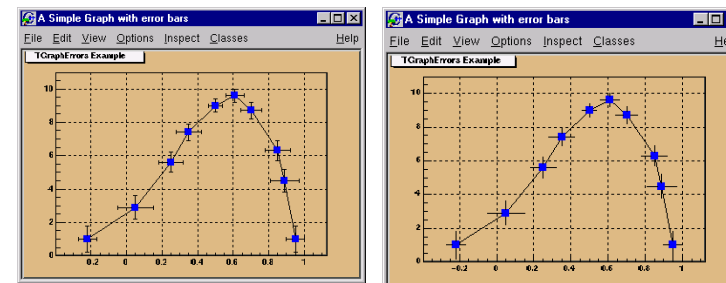 A Simple Graph with error bars
File Edit View Options Inspect Classes Help
TGraphErrors Example
10
8
6
4
2
0
0.2 0 0.2 0.4 0.6 0.8 1
A Simple Graph with error bars
File Edit View Options Inspect Classes He
TGraphErrors Example
10
8
6
4
2
0
-0.2 0 0.2 0.4 0.6 0.8 1